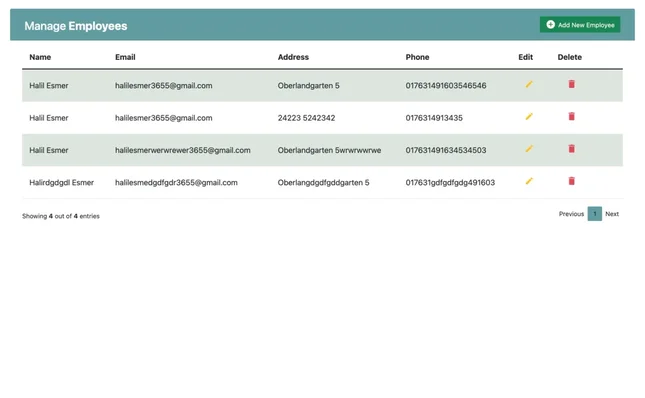 Manage Employees
Add New Employee
Name Email Address Phone Edit Delete
Halil Esmer halilesmer3655@gmail.com Oberlandgarten 5 017631491603546546
Halil Esmer halilesmer3655@gmail.com 24223 5242342 0176314913435
Halil Esmer halilesmerwerwrewer3655@gmail.com Oberlandgarten 5wrwrwwrwe 017631491634534503
Halirdgdgdl Esmer halilesmedgdfgdr3655@gmail.com Oberlangdgdfgddgarten 5 017631gdfgdfgdg491603
Showing 4 out of 4 entries
Previous 1 Next